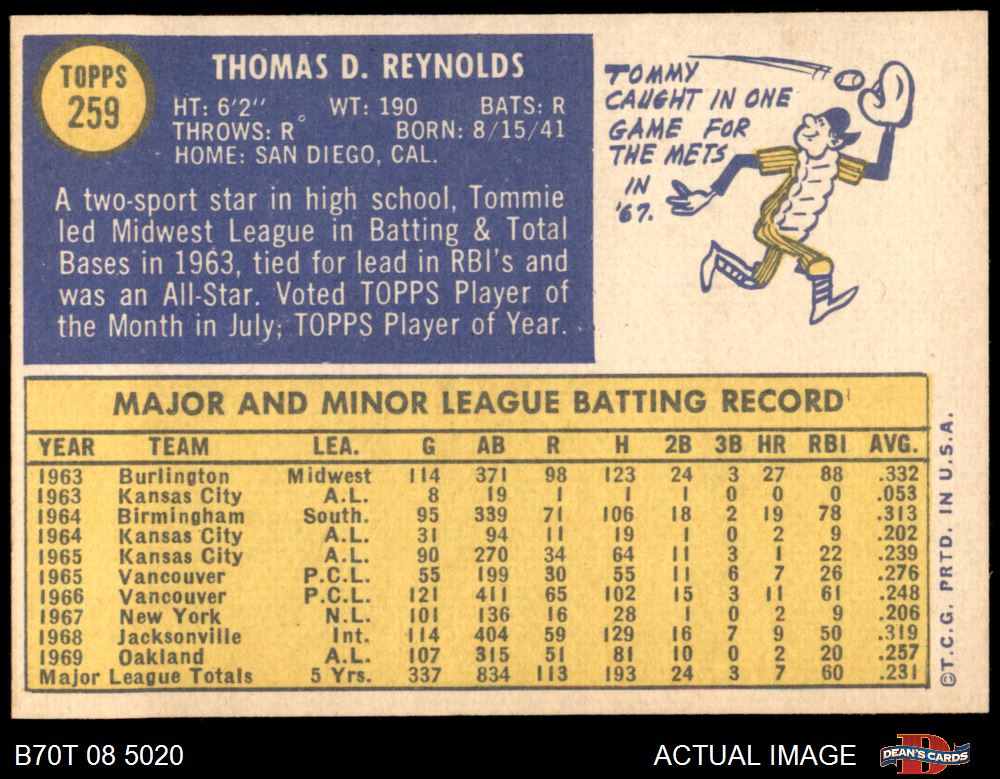 TOPPS
259
THOMAS D. REYNOLDS
HT: 6'2" WT: 190 BATS: R
THROWS: R BORN: 8/15/41
HOME: SAN DIEGO, CAL.
A two-sport star in high school, Tommie
led Midwest League in Batting & Total
Bases in 1963, tied for lead in RBI's and
was an All-Star. Voted TOPPS Player of
the Month in July; TOPPS Player of Year.
TOMMY
CAUGHT IN ONE
GAME FOR
THE METS
IN
'67.
MAJOR AND MINOR LEAGUE BATTING RECORD
YEAR TEAM LEA. G AB R H 2B 3B HR RBI AVG.
1963 Burlington Midwest 114 371 98 123 24 3 27 88 .332
1963 Kansas City A.L. 8 19 1 1 1 0 0 0 .053
1964 Birmingham South. 95 339 71 106 18 2 19 78 .313
1964 Kansas City A.L. 31 94 11 19 1 0 2 9 .202
1965 Kansas City A.L. 90 270 34 64 11 3 1 22 .239
1965 Vancouver P.C.L. 55 199 30 55 11 6 7 26 .276
1966 Vancouver P.C.L. 121 411 65 102 15 3 11 61 .248
1967 New York N.L. 101 136 16 28 1 0 2 9 .206
1968 Jacksonville Int. 114 404 59 129 16 7 9 50 .319
1969 Oakland A.L. 107 315 51 81 10 0 2 20 .257
Major League Totals 5 Yrs. 337 834 113 193 24 3 7 60 .231
©T.C.G. PRTD. IN U.S.A.
B70T 08 5020
ACTUAL IMAGE
DEAN'S CARDS